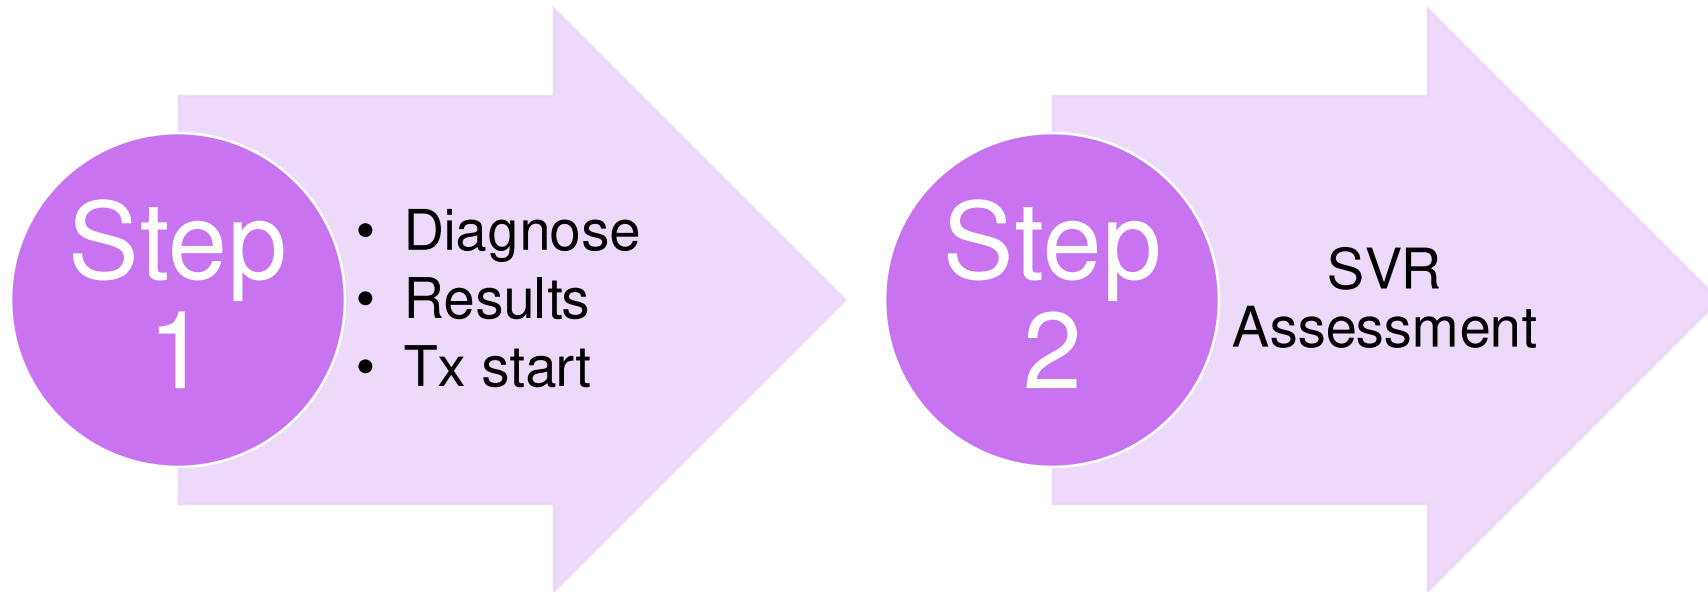 Step
1
• Diagnose
• Results
• Tx start
Step
2
SVR
Assessment